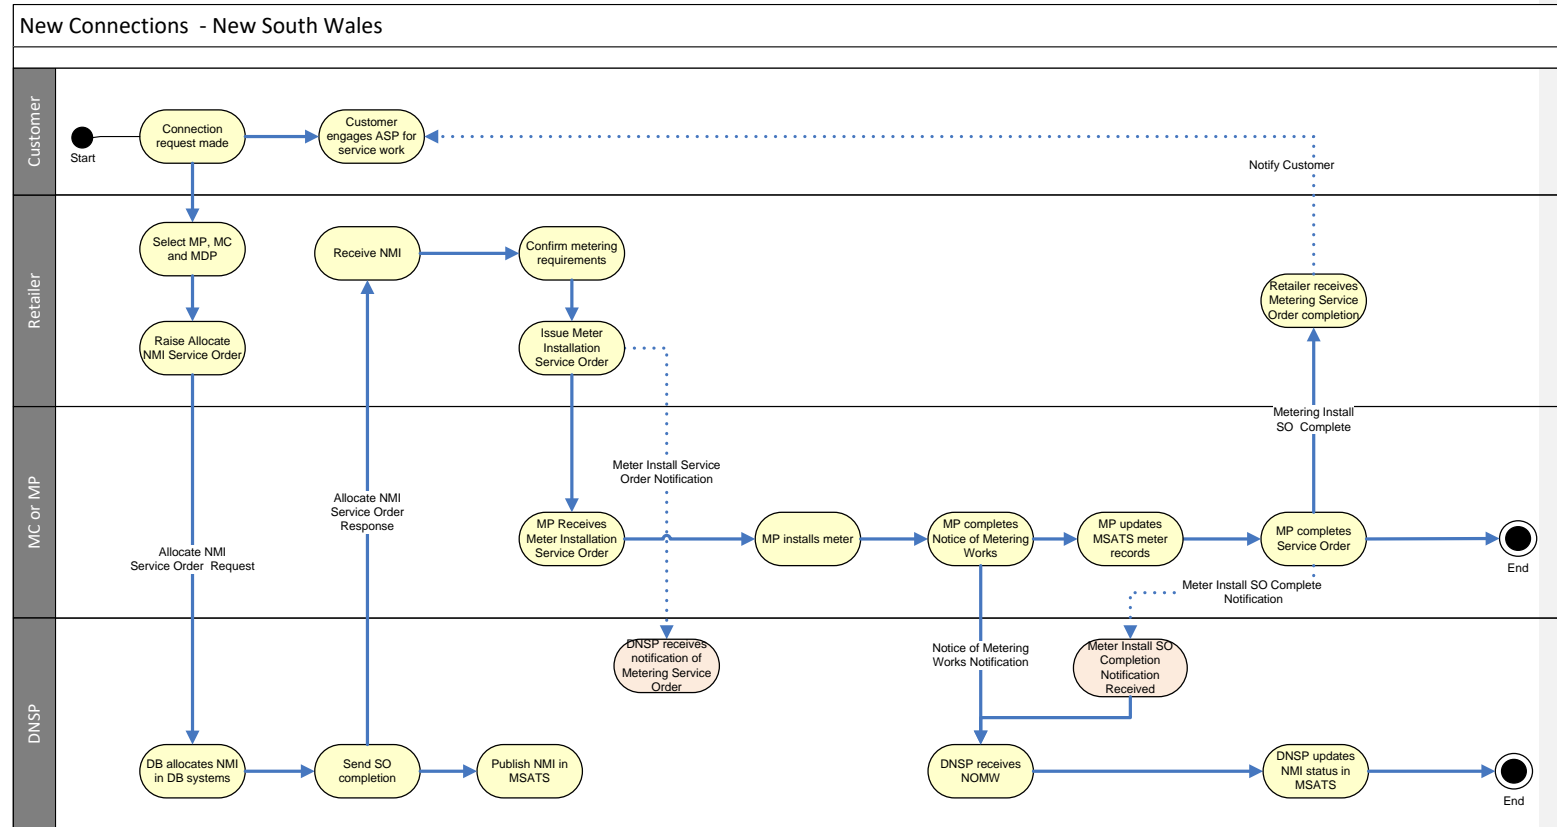 New Connections - New South Wales
Customer
Start
Connection
request made
Customer
engages ASP for
service work
Notify Customer
Retailer
Select MP, MC
and MDP
Receive NMI
Confirm metering
requirements
Raise Allocate
NMI Service Order
Issue Meter
Installation
Service Order
Retailer receives
Metering Service
Order completion
MC or MP
Metering Install
SO Complete
Meter Install Service
Order Notification
Allocate NMI
Service Order
Response
Allocate NMI
Service Order Request
MP Receives
Meter Installation
Service Order
MP installs meter
MP completes
Notice of Metering
Works
MP updates
MSATS meter
records
MP completes
Service Order
End
Meter Install SO Complete
Notification
DNSP
DNSP receives
notification of
Metering Service
Order
Notice of Metering
Works Notification
Meter Install SO
Completion
Notification
Received
DB allocates NMI
in DB systems
Send SO
completion
Publish NMI in
MSATS
DNSP receives
NOMW
DNSP updates
NMI status in
MSATS
End